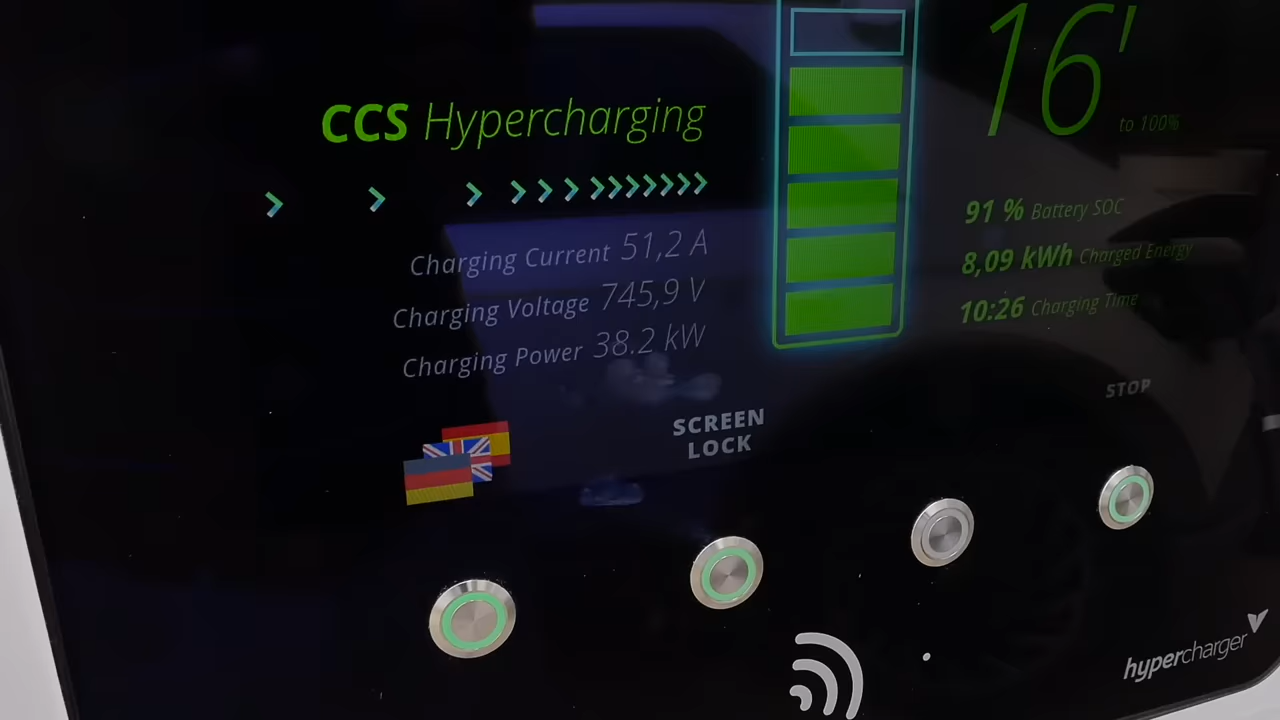 CCS Hypercharging
Charging Current 51,2 A
Charging Voltage 745,9 V
Charging Power 38.2 kW
16'
to 100%
91 % Battery SOC
8,09 kWh Charged Energy
10:26 Charging Time
SCREEN
LOCK
STOP
hypercharger